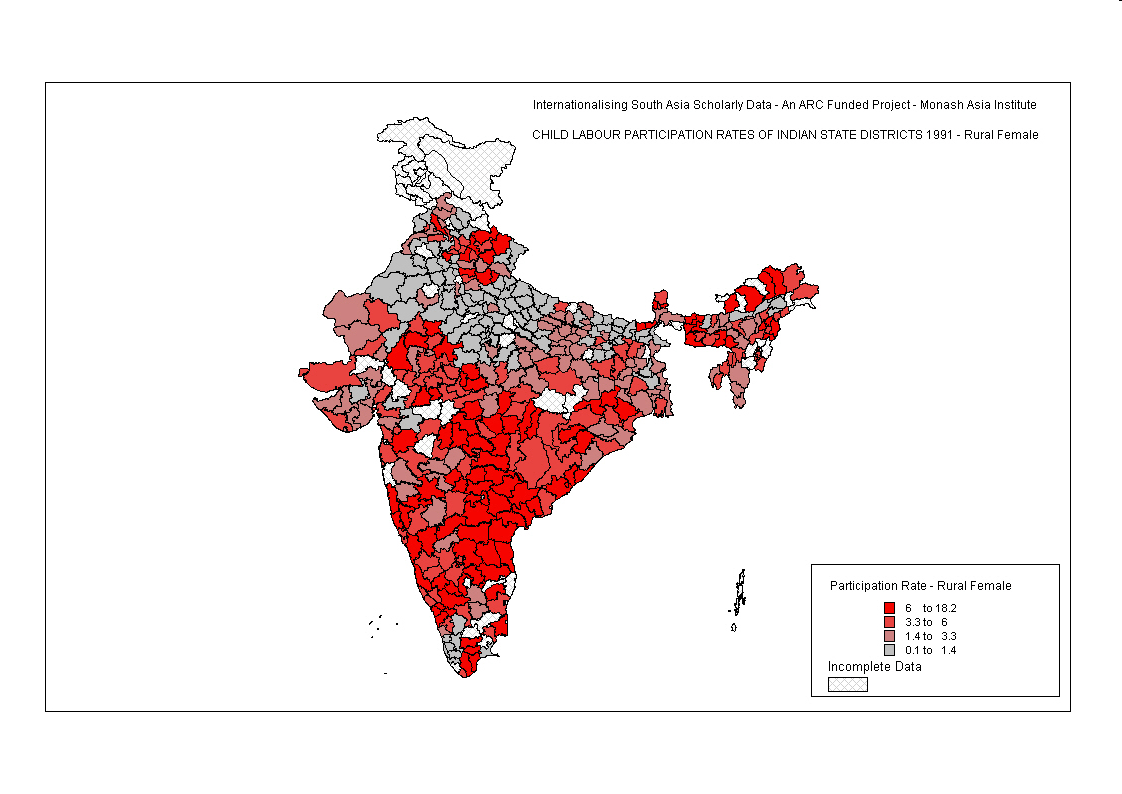 Internationalising South Asia Scholarly Data - An ARC Funded Project - Monash Asia Institute
CHILD LABOUR PARTICIPATION RATES OF INDIAN STATE DISTRICTS 1991 - Rural Female
Participation Rate - Rural Female
6 to 18.2
3.3 to 6
1.4 to 3.3
0.1 to 1.4
Incomplete Data